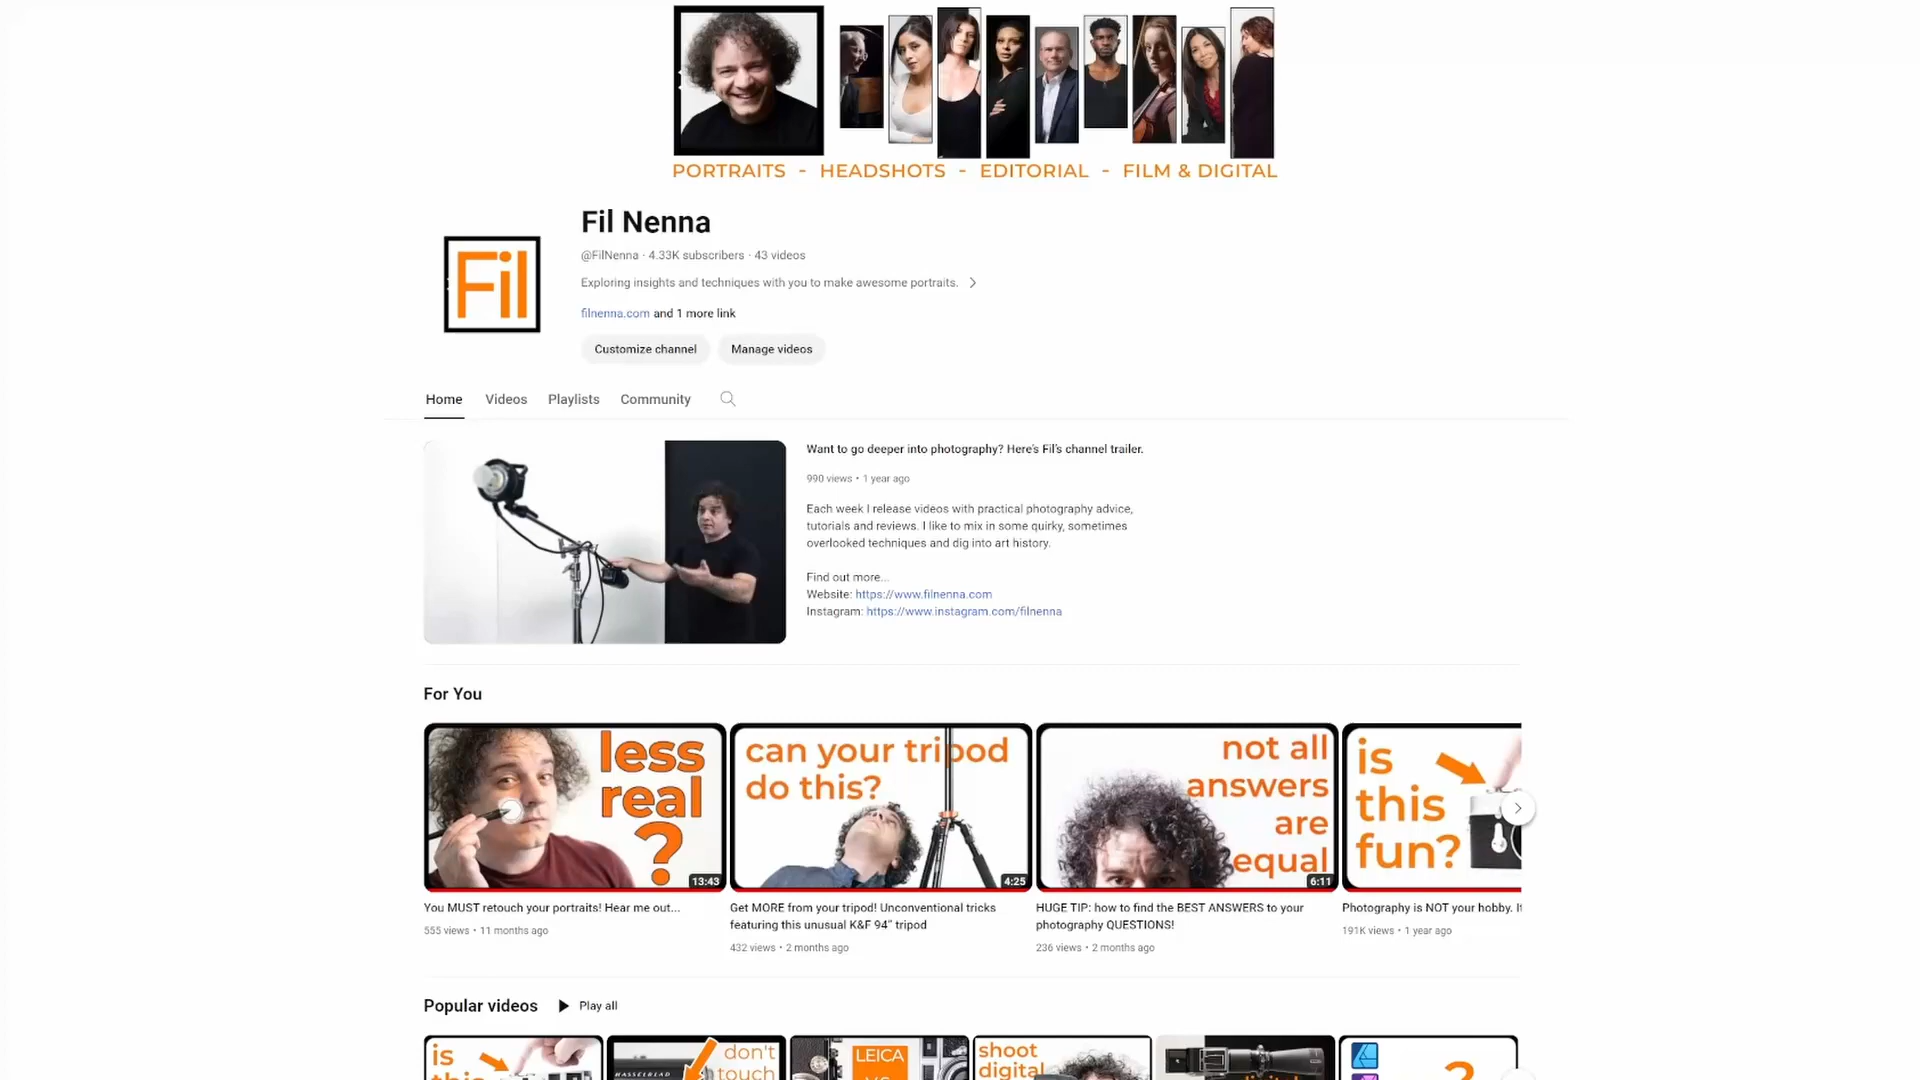 PORTRAITS - HEADSHOTS - EDITORIAL - FILM & DIGITAL
Fil
Fil Nenna
@FilNenna · 4.33K subscribers · 43 videos
Exploring insights and techniques with you to make awesome portraits.
filnenna.com and 1 more link
Customize channel
Manage videos
Home
Videos
Playlists
Community
Want to go deeper into photography? Here's Fil's channel trailer.
990 views • 1 year ago
Each week I release videos with practical photography advice,
tutorials and reviews. I like to mix in some quirky, sometimes
overlooked techniques and dig into art history.
Find out more...
Website: https://www.filnenna.com
Instagram: https://www.instagram.com/filnenna
For You
less
real
?
13:43
You MUST retouch your portraits! Hear me out...
555 views • 11 months ago
can your tripod
do this?
4:25
Get MORE from your tripod! Unconventional tricks
featuring this unusual K&F 94" tripod
432 views • 2 months ago
not all
answers
are
equal
6:11
HUGE TIP: how to find the BEST ANSWERS to your
photography QUESTIONS!
236 views • 2 months ago
is
this
fun?
Photography is NOT your hobby.
191K views • 1 year ago
Popular videos
Play all
is
this
HASSELBLAD
don't
touch
LEICA
VS
shoot
digital
digital
?